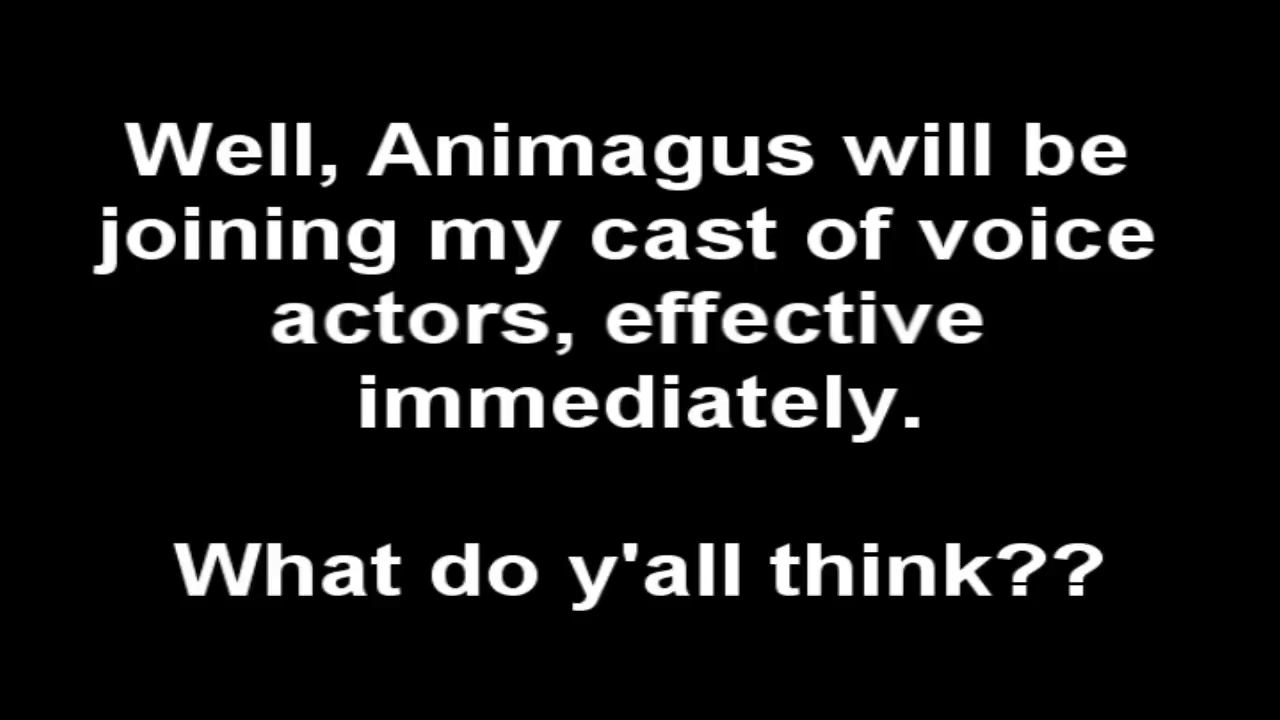 Well, Animagus will be
joining my cast of voice
actors, effective
immediately.
What do y'all think??